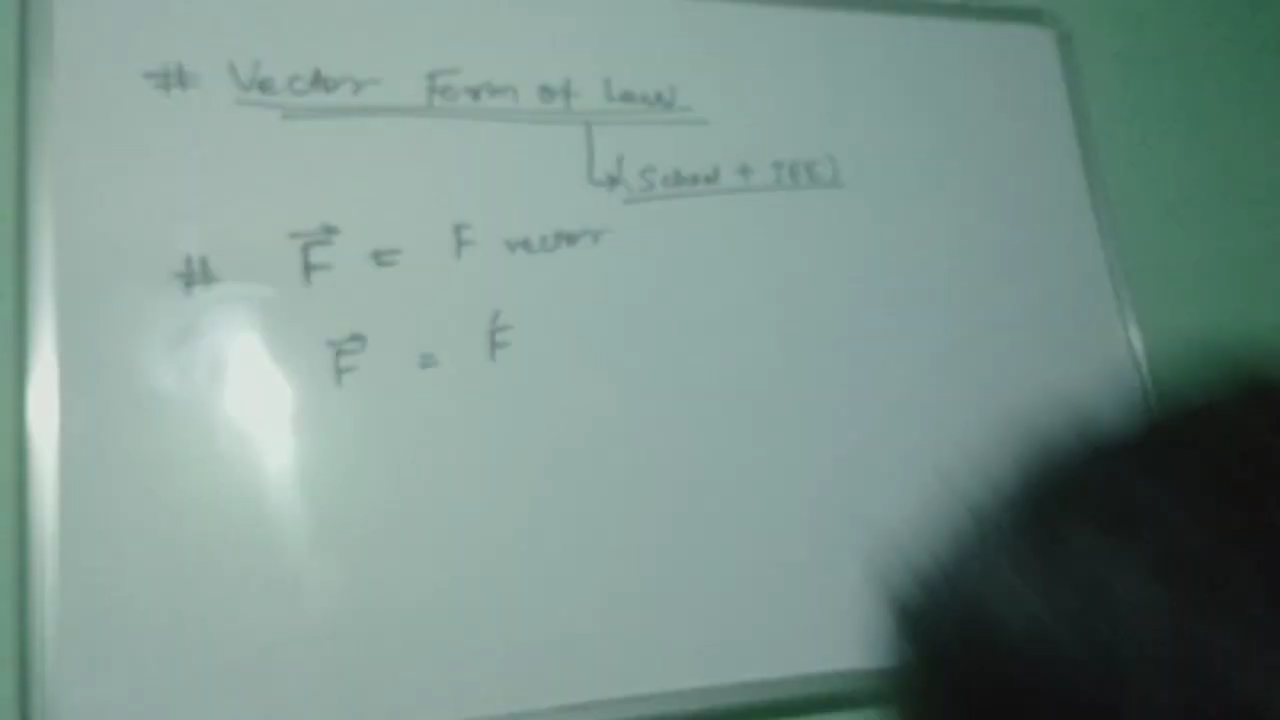 # Vector Form of Law
(School + JEE)
# F⃗ = F vector
F⃗ = F